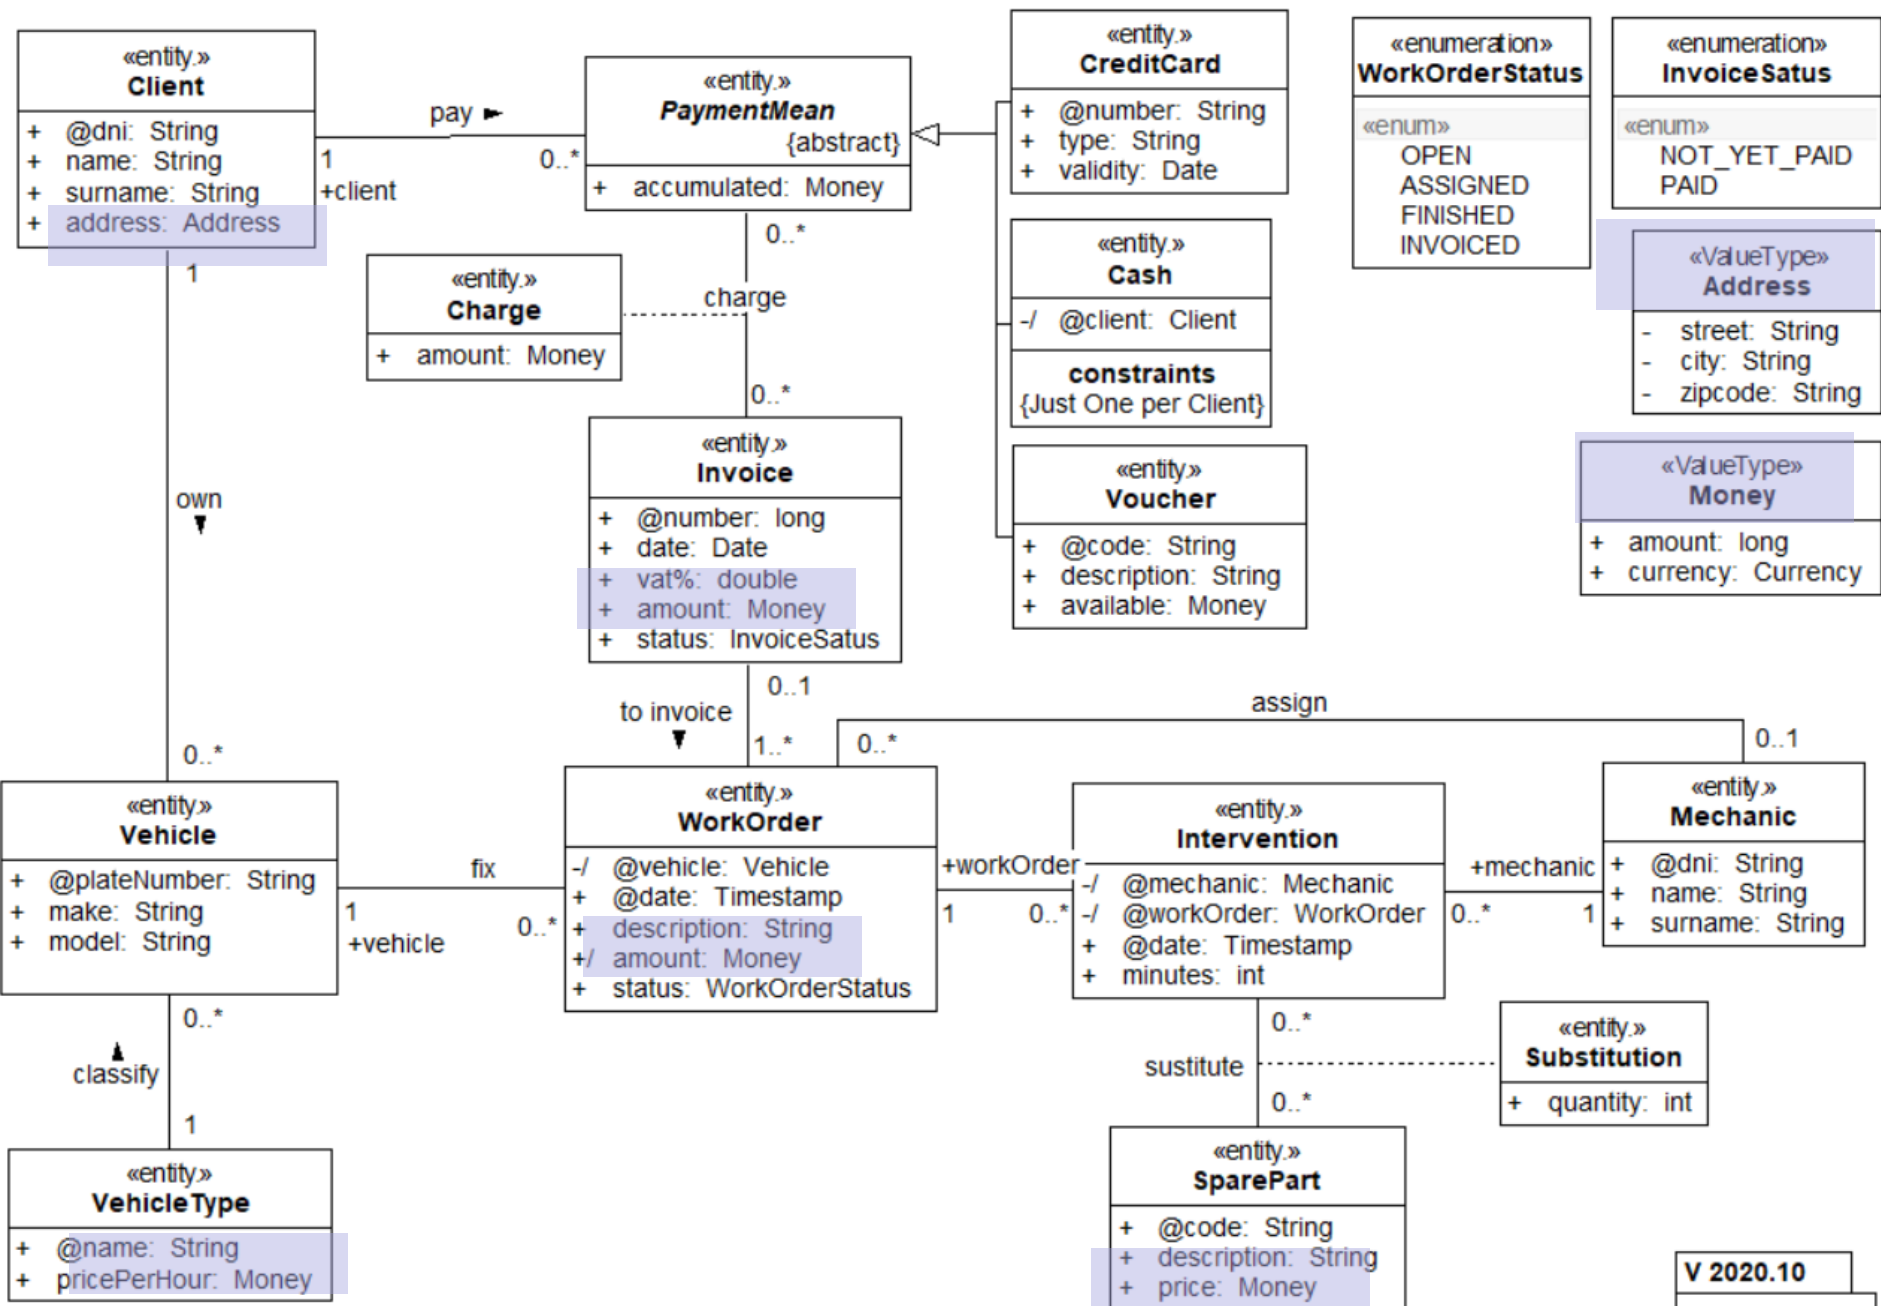 «entity.»
Client
+ @dni: String
+ name: String
+ surname: String
+ address: Address
pay ►
1
+client
0..*
«entity.»
PaymentMean
{abstract}
+ accumulated: Money
«entity.»
CreditCard
+ @number: String
+ type: String
+ validity: Date
«enumeration»
WorkOrderStatus
«enum»
OPEN
ASSIGNED
FINISHED
INVOICED
«enumeration»
InvoiceSatus
«enum»
NOT_YET_PAID
PAID
«entity.»
Cash
-/ @client: Client
constraints
{Just One per Client}
«ValueType»
Address
- street: String
- city: String
- zipcode: String
«entity.»
Charge
+ amount: Money
0..*
charge
0..*
1
own
▼
0..*
«entity.»
Invoice
+ @number: long
+ date: Date
+ vat%: double
+ amount: Money
+ status: InvoiceSatus
«entity.»
Voucher
+ @code: String
+ description: String
+ available: Money
«ValueType»
Money
+ amount: long
+ currency: Currency
0..1
to invoice
▼
1..*
0..*
assign
0..1
«entity.»
Vehicle
+ @plateNumber: String
+ make: String
+ model: String
fix
1
+vehicle
0..*
«entity.»
WorkOrder
-/ @vehicle: Vehicle
+ @date: Timestamp
+ description: String
+/ amount: Money
+ status: WorkOrderStatus
+workOrder
1
0..*
«entity.»
Intervention
-/ @mechanic: Mechanic
-/ @workOrder: WorkOrder
+ @date: Timestamp
+ minutes: int
+mechanic
0..*
1
«entity.»
Mechanic
+ @dni: String
+ name: String
+ surname: String
0..*
▲
classify
1
«entity.»
VehicleType
+ @name: String
+ pricePerHour: Money
0..*
sustitute
0..*
«entity.»
Substitution
+ quantity: int
«entity.»
SparePart
+ @code: String
+ description: String
+ price: Money
V 2020.10